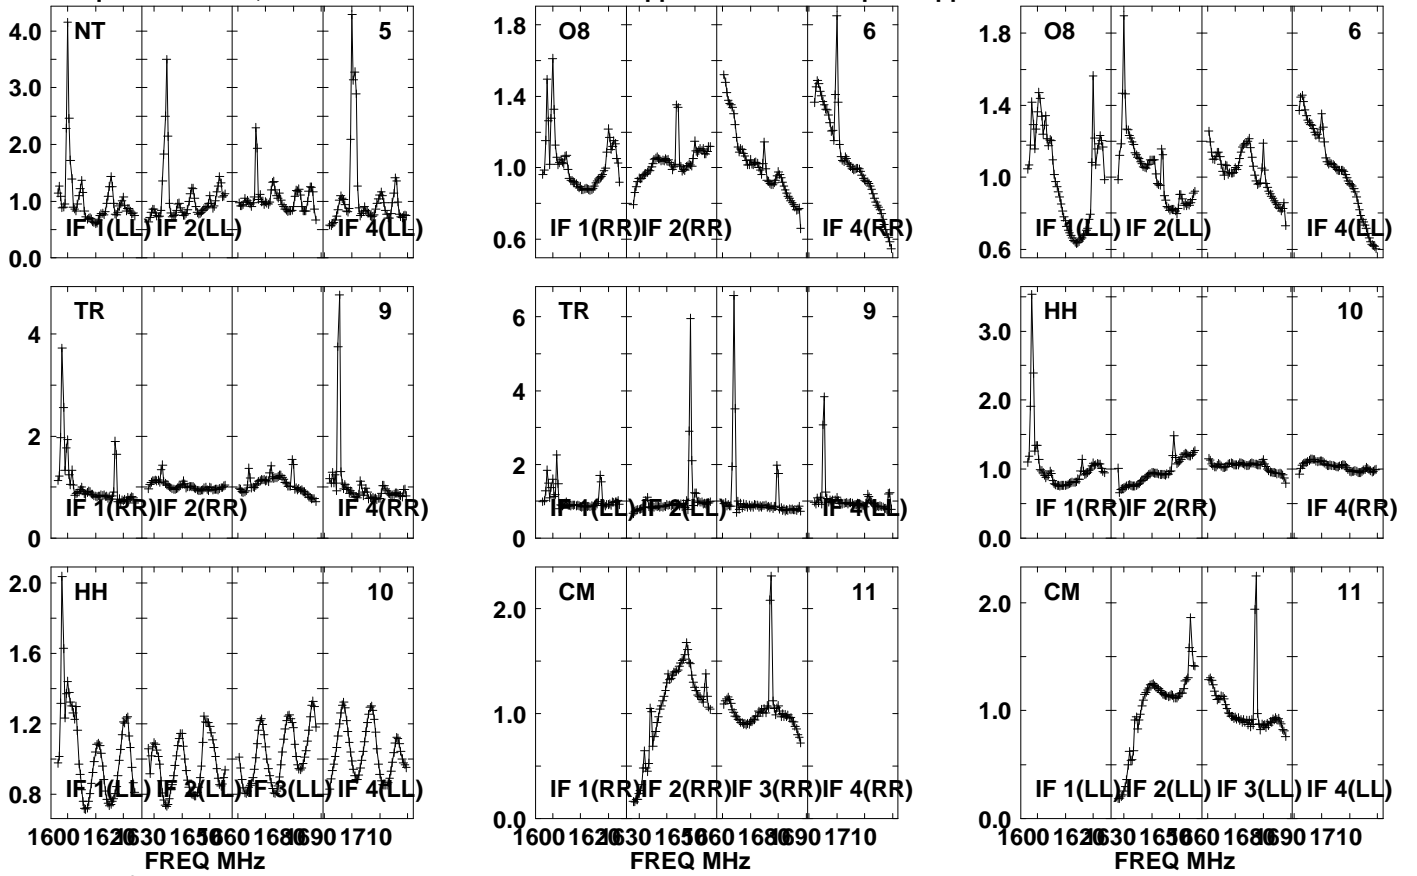 4.0 NT 5
3.0
2.0
1.0
0.0
IF 1(LL) IF 2(LL) IF 4(LL)
1.8 O8 6
1.4
1.0
0.6
IF 1(RR) IF 2(RR) IF 4(RR)
1.8 O8 6
1.4
1.0
0.6
IF 1(LL) IF 2(LL) IF 4(LL)
TR 9
4
2
0
IF 1(RR) IF 2(RR) IF 4(RR)
TR 9
6
4
2
0
IF 1(LL) IF 2(LL) IF 4(LL)
HH 10
3.0
2.0
1.0
0.0
IF 1(RR) IF 2(RR) IF 4(RR)
2.0 HH 10
1.6
1.2
0.8
IF 1(LL) IF 2(LL) IF 3(LL) IF 4(LL)
1600 1620 1630 1650 1660 1680 1690 1710
FREQ MHz
CM 11
2.0
1.0
0.0
IF 1(RR) IF 2(RR) IF 3(RR) IF 4(RR)
1600 1620 1630 1650 1660 1680 1690 1710
FREQ MHz
CM 11
2.0
1.0
0.0
IF 1(LL) IF 2(LL) IF 3(LL) IF 4(LL)
1600 1620 1630 1650 1660 1680 1690 1710
FREQ MHz